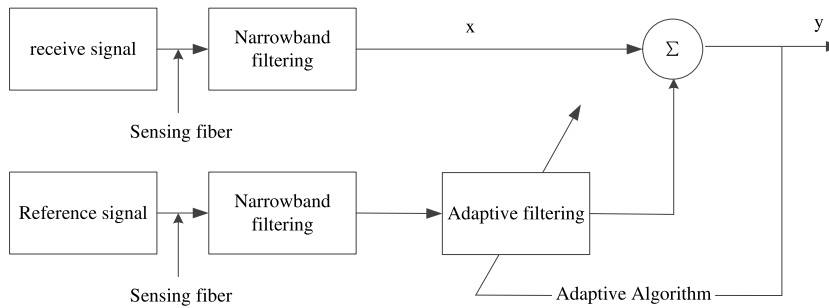 receive signal
Narrowband
filtering
x
Σ
y
Sensing fiber
Reference signal
Narrowband
filtering
Adaptive filtering
Sensing fiber
Adaptive Algorithm